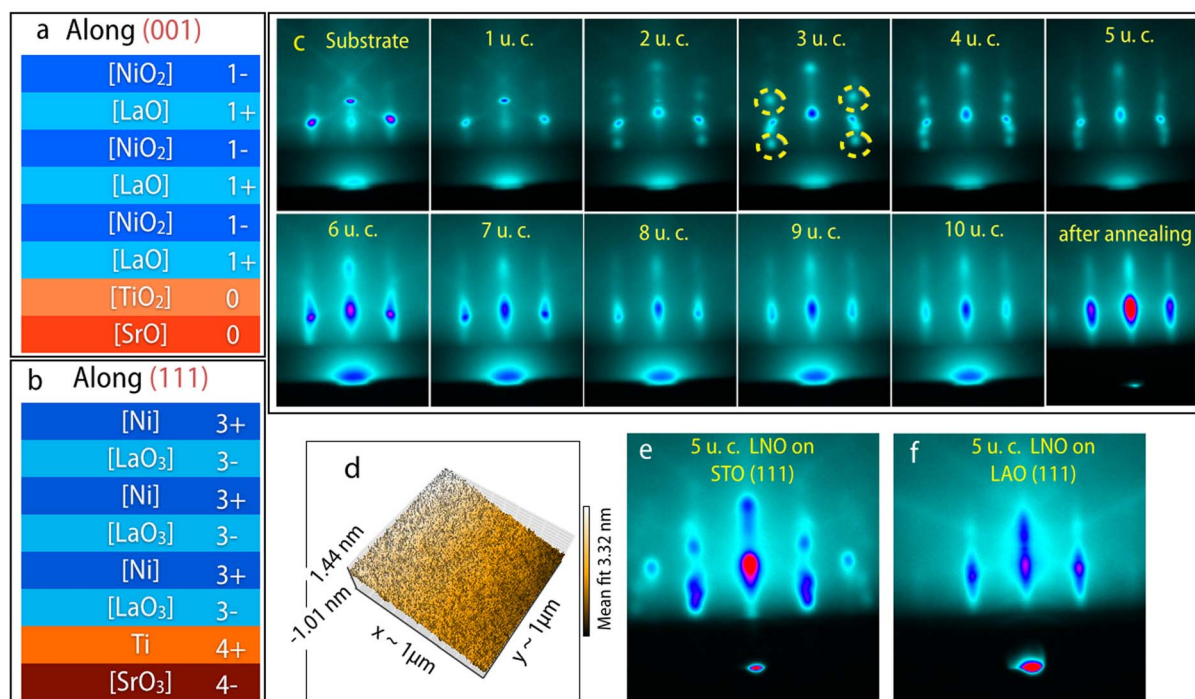 a Along (001)
[NiO₂] 1-
[LaO] 1+
[NiO₂] 1-
[LaO] 1+
[NiO₂] 1-
[LaO] 1+
[TiO₂] 0
[SrO] 0
b Along (111)
[Ni] 3+
[LaO₃] 3-
[Ni] 3+
[LaO₃] 3-
[Ni] 3+
[LaO₃] 3-
Ti 4+
[SrO₃] 4-
c Substrate 1 u. c. 2 u. c. 3 u. c. 4 u. c. 5 u. c.
6 u. c. 7 u. c. 8 u. c. 9 u. c. 10 u. c. after annealing
d
1.44 nm
-1.01 nm
x ~ 1μm
y ~ 1μm
Mean fit 3.32 nm
e 5 u. c. LNO on
STO (111)
f 5 u. c. LNO on
LAO (111)